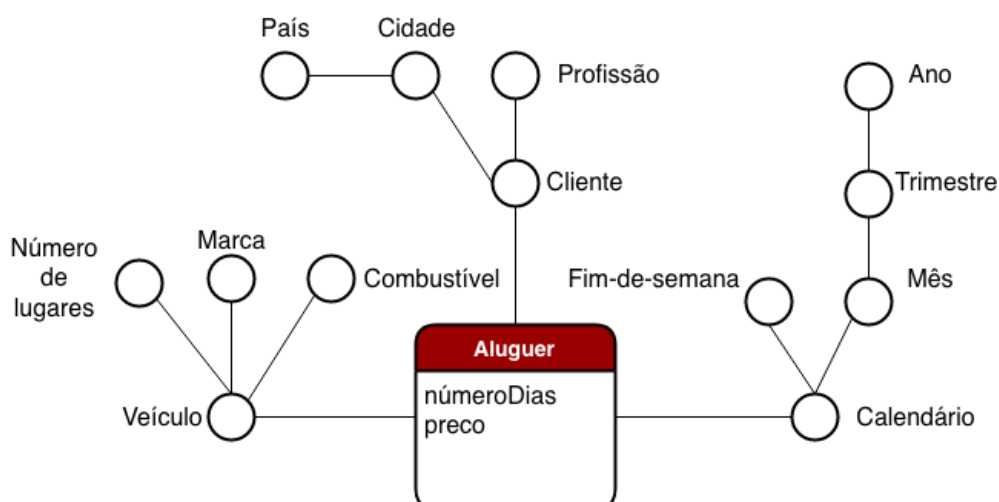 País
Cidade
Profissão
Ano
Cliente
Trimestre
Número
de
lugares
Marca
Combustível
Fim-de-semana
Mês
Aluguer
númeroDias
preco
Veículo
Calendário